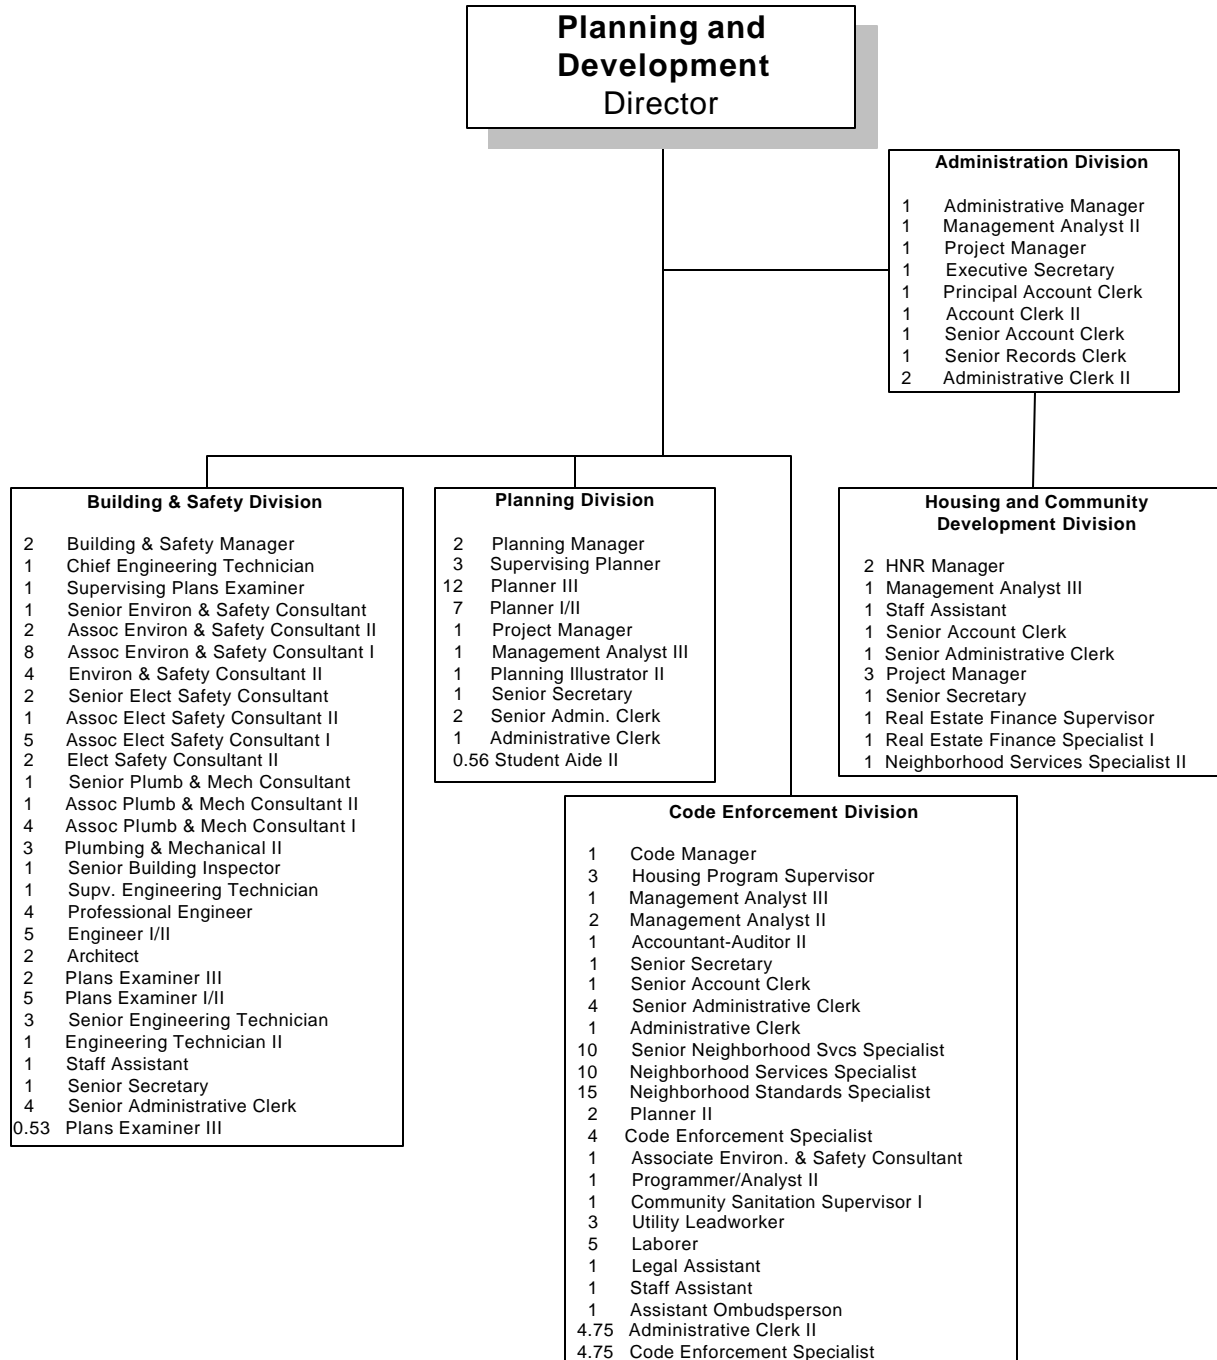 Planning and
Development
Director
Administration Division
1 Administrative Manager
1 Management Analyst II
1 Project Manager
1 Executive Secretary
1 Principal Account Clerk
1 Account Clerk II
1 Senior Account Clerk
1 Senior Records Clerk
2 Administrative Clerk II
Building & Safety Division
2 Building & Safety Manager
1 Chief Engineering Technician
1 Supervising Plans Examiner
1 Senior Environ & Safety Consultant
2 Assoc Environ & Safety Consultant II
8 Assoc Environ & Safety Consultant I
4 Environ & Safety Consultant II
2 Senior Elect Safety Consultant
1 Assoc Elect Safety Consultant II
5 Assoc Elect Safety Consultant I
2 Elect Safety Consultant II
1 Senior Plumb & Mech Consultant
1 Assoc Plumb & Mech Consultant II
4 Assoc Plumb & Mech Consultant I
3 Plumbing & Mechanical II
1 Senior Building Inspector
1 Supv. Engineering Technician
4 Professional Engineer
5 Engineer I/II
2 Architect
2 Plans Examiner III
5 Plans Examiner I/II
3 Senior Engineering Technician
1 Engineering Technician II
1 Staff Assistant
1 Senior Secretary
4 Senior Administrative Clerk
0.53 Plans Examiner III
Planning Division
2 Planning Manager
3 Supervising Planner
12 Planner III
7 Planner I/II
1 Project Manager
1 Management Analyst III
1 Planning Illustrator II
1 Senior Secretary
2 Senior Admin. Clerk
1 Administrative Clerk
0.56 Student Aide II
Housing and Community
Development Division
2 HNR Manager
1 Management Analyst III
1 Staff Assistant
1 Senior Account Clerk
1 Senior Administrative Clerk
3 Project Manager
1 Senior Secretary
1 Real Estate Finance Supervisor
1 Real Estate Finance Specialist I
1 Neighborhood Services Specialist II
Code Enforcement Division
1 Code Manager
3 Housing Program Supervisor
1 Management Analyst III
2 Management Analyst II
1 Accountant-Auditor II
1 Senior Secretary
1 Senior Account Clerk
4 Senior Administrative Clerk
1 Administrative Clerk
10 Senior Neighborhood Svcs Specialist
10 Neighborhood Services Specialist
15 Neighborhood Standards Specialist
2 Planner II
4 Code Enforcement Specialist
1 Associate Environ. & Safety Consultant
1 Programmer/Analyst II
1 Community Sanitation Supervisor I
3 Utility Leadworker
5 Laborer
1 Legal Assistant
1 Staff Assistant
1 Assistant Ombudsperson
4.75 Administrative Clerk II
4.75 Code Enforcement Specialist